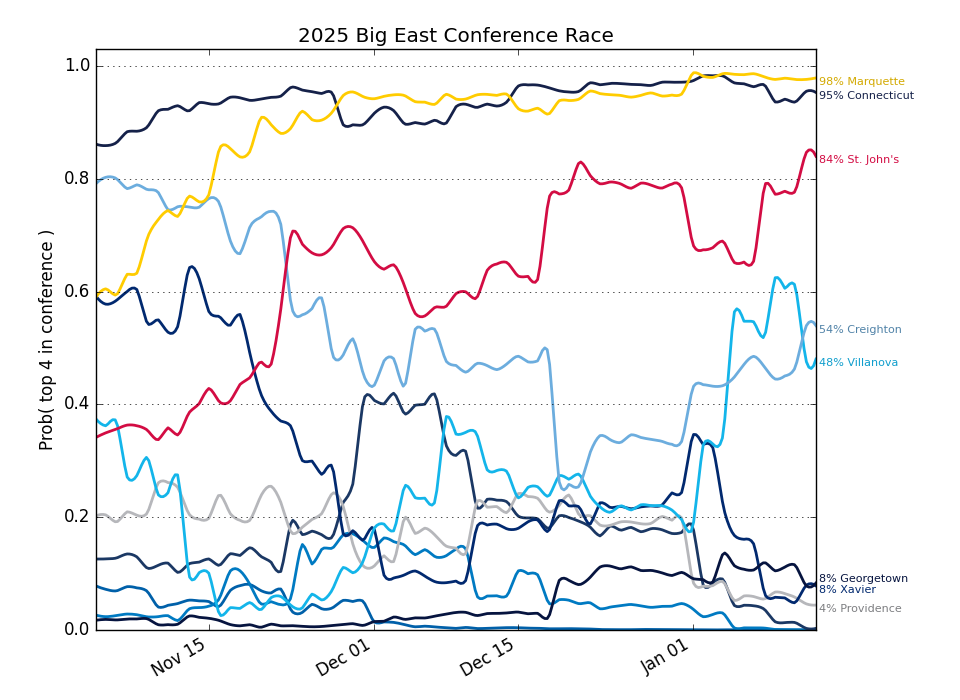 2025 Big East Conference Race
Prob( top 4 in conference )
1.0
0.8
0.6
0.4
0.2
0.0
Nov 15
Dec 01
Dec 15
Jan 01
98% Marquette
95% Connecticut
84% St. John's
54% Creighton
48% Villanova
8% Georgetown
8% Xavier
4% Providence